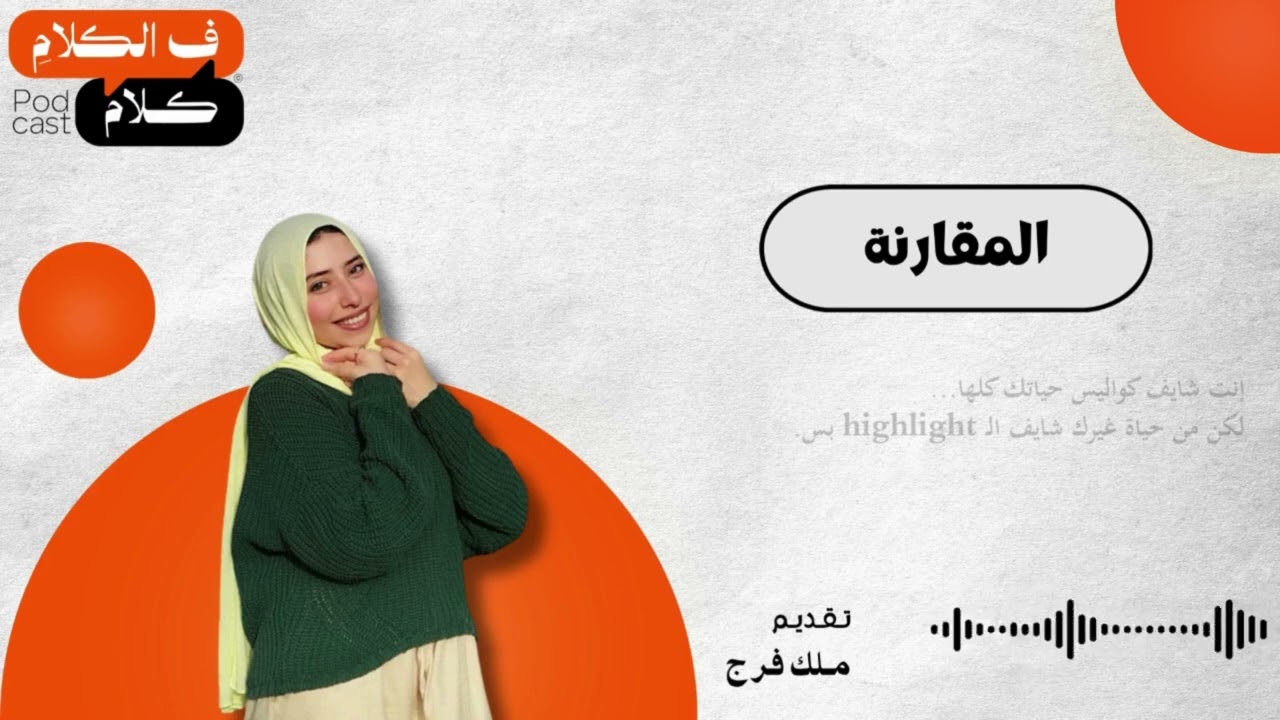 ف الكلامِ
كلام
Pod
cast
المقارنة
إنت شايف كواليس حياتك كلها...
لكن من حياة غيرك شايف الـ highlight بس.
تقديم
ملك فرج